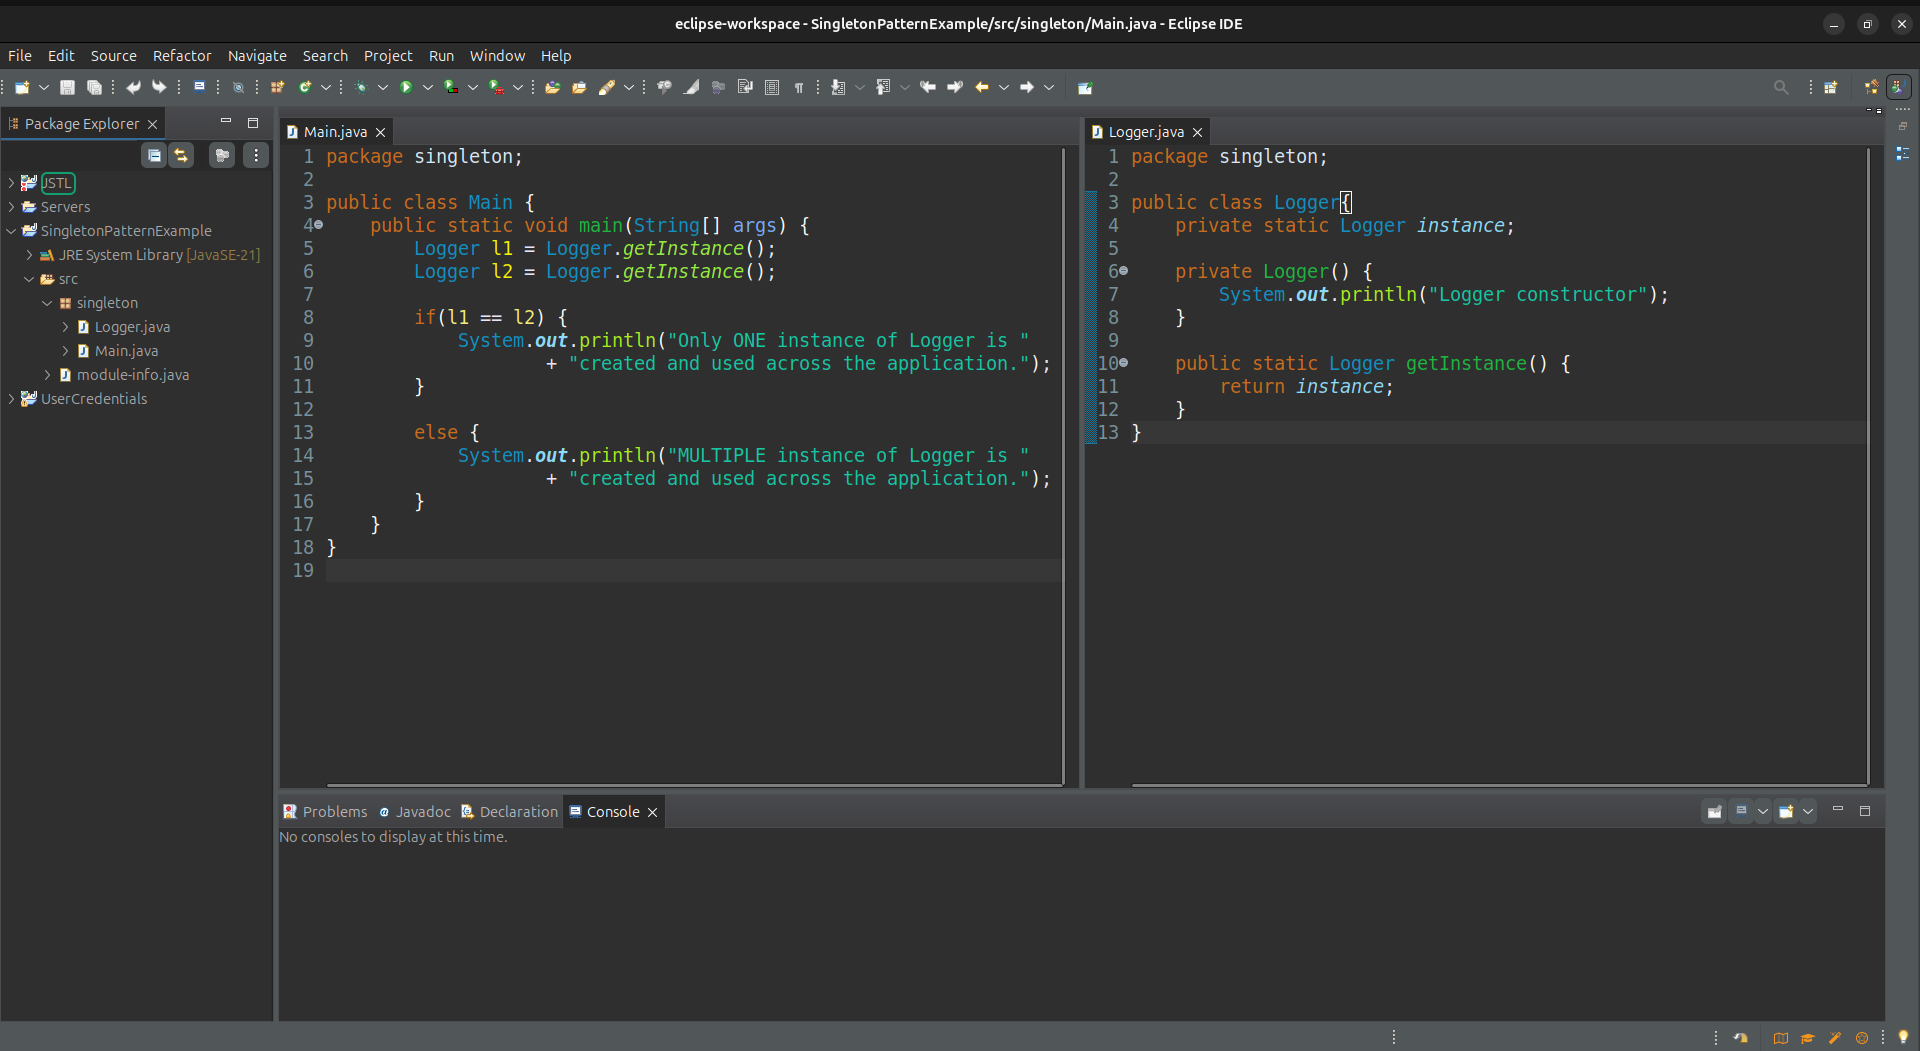 eclipse-workspace - SingletonPatternExample/src/singleton/Main.java - Eclipse IDE
File Edit Source Refactor Navigate Search Project Run Window Help
Package Explorer
JSTL
Servers
SingletonPatternExample
JRE System Library [JavaSE-21]
src
singleton
Logger.java
Main.java
module-info.java
UserCredentials
Main.java
1 package singleton;
2
3 public class Main {
4 public static void main(String[] args) {
5 Logger l1 = Logger.getInstance();
6 Logger l2 = Logger.getInstance();
7
8 if(l1 == l2) {
9 System.out.println("Only ONE instance of Logger is "
10 + "created and used across the application.");
11 }
12
13 else {
14 System.out.println("MULTIPLE instance of Logger is "
15 + "created and used across the application.");
16 }
17 }
18 }
19
Logger.java
1 package singleton;
2
3 public class Logger{
4 private static Logger instance;
5
6 private Logger() {
7 System.out.println("Logger constructor");
8 }
9
10 public static Logger getInstance() {
11 return instance;
12 }
13 }
Problems Javadoc Declaration Console
No consoles to display at this time.